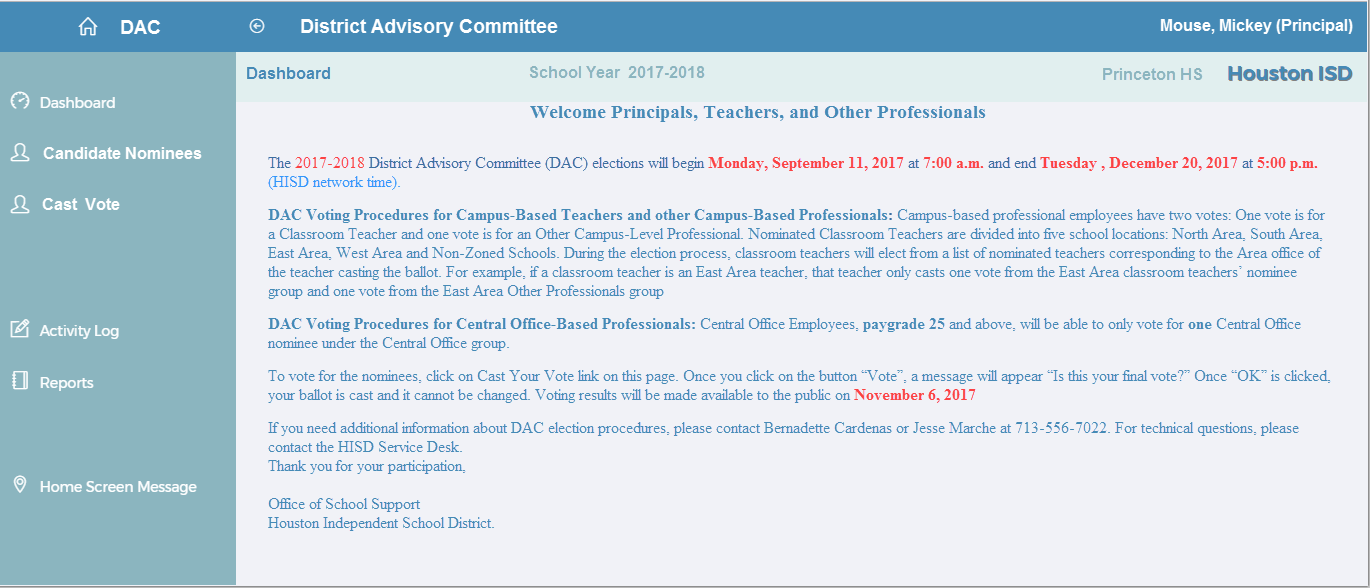 DAC
District Advisory Committee
Mouse, Mickey (Principal)
Dashboard
School Year 2017-2018
Princeton HS
Houston ISD
Dashboard
Candidate Nominees
Cast Vote
Activity Log
Reports
Home Screen Message
Welcome Principals, Teachers, and Other Professionals
The 2017-2018 District Advisory Committee (DAC) elections will begin Monday, September 11, 2017 at 7:00 a.m. and end Tuesday , December 20, 2017 at 5:00 p.m.
(HISD network time).
DAC Voting Procedures for Campus-Based Teachers and other Campus-Based Professionals: Campus-based professional employees have two votes: One vote is for
a Classroom Teacher and one vote is for an Other Campus-Level Professional. Nominated Classroom Teachers are divided into five school locations: North Area, South Area,
East Area, West Area and Non-Zoned Schools. During the election process, classroom teachers will elect from a list of nominated teachers corresponding to the Area office of
the teacher casting the ballot. For example, if a classroom teacher is an East Area teacher, that teacher only casts one vote from the East Area classroom teachers’ nominee
group and one vote from the East Area Other Professionals group
DAC Voting Procedures for Central Office-Based Professionals: Central Office Employees, paygrade 25 and above, will be able to only vote for one Central Office
nominee under the Central Office group.
To vote for the nominees, click on Cast Your Vote link on this page. Once you click on the button “Vote”, a message will appear “Is this your final vote?” Once “OK” is clicked,
your ballot is cast and it cannot be changed. Voting results will be made available to the public on November 6, 2017
If you need additional information about DAC election procedures, please contact Bernadette Cardenas or Jesse Marche at 713-556-7022. For technical questions, please
contact the HISD Service Desk.
Thank you for your participation,
Office of School Support
Houston Independent School District.